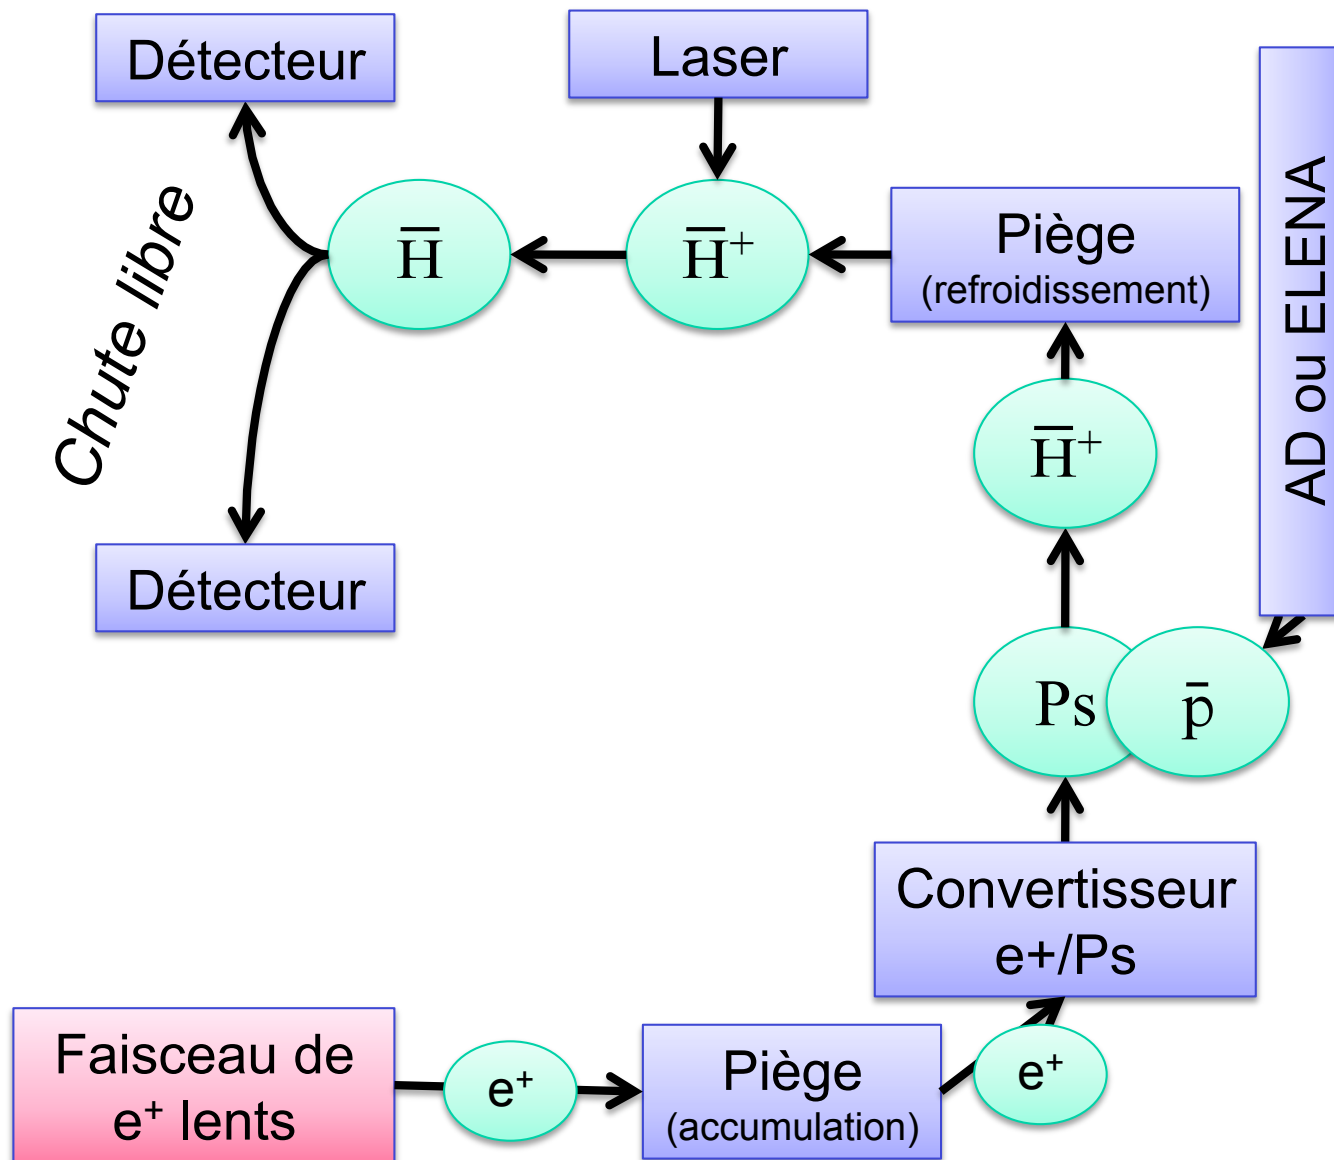 Détecteur
Laser
AD ou ELENA
Chute libre
H̅
H̅⁺
Piège
(refroidissement)
H̅⁺
Détecteur
Ps
p̅
Convertisseur
e+/Ps
Faisceau de
e⁺ lents
e⁺
Piège
(accumulation)
e⁺